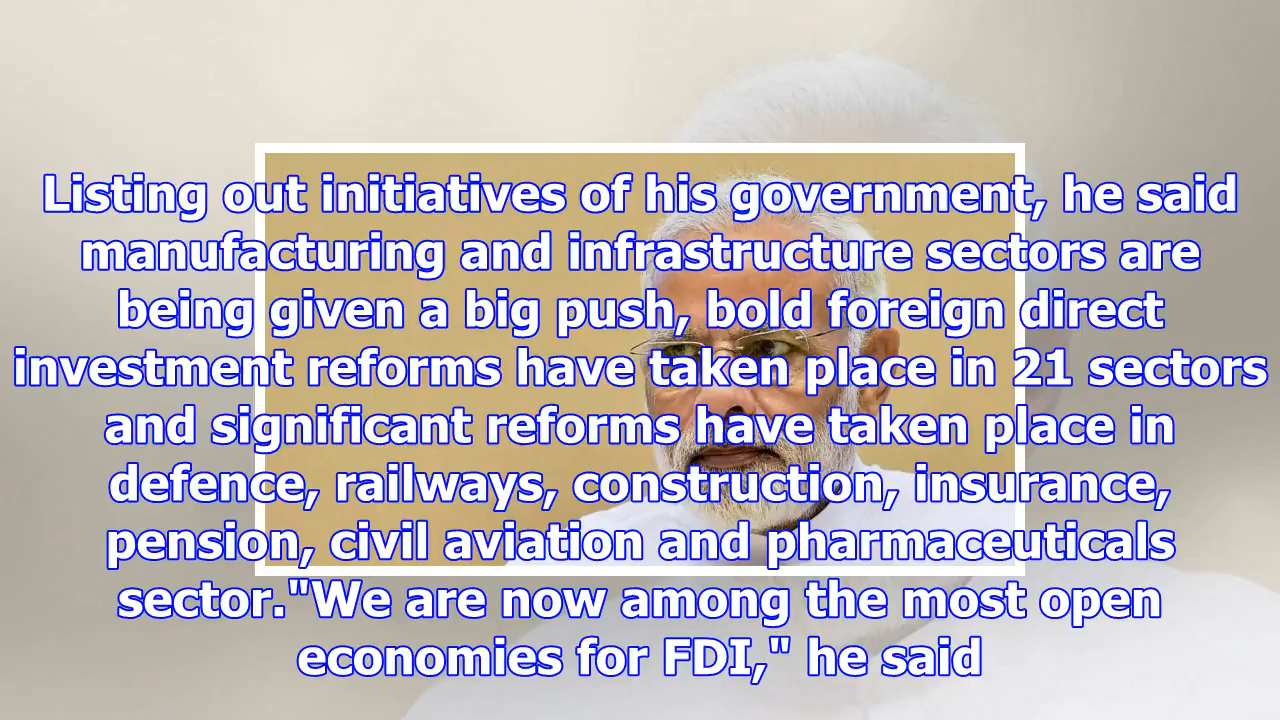 Listing out initiatives of his government, he said
manufacturing and infrastructure sectors are
being given a big push, bold foreign direct
investment reforms have taken place in 21 sectors
and significant reforms have taken place in
defence, railways, construction, insurance,
pension, civil aviation and pharmaceuticals
sector."We are now among the most open
economies for FDI," he said